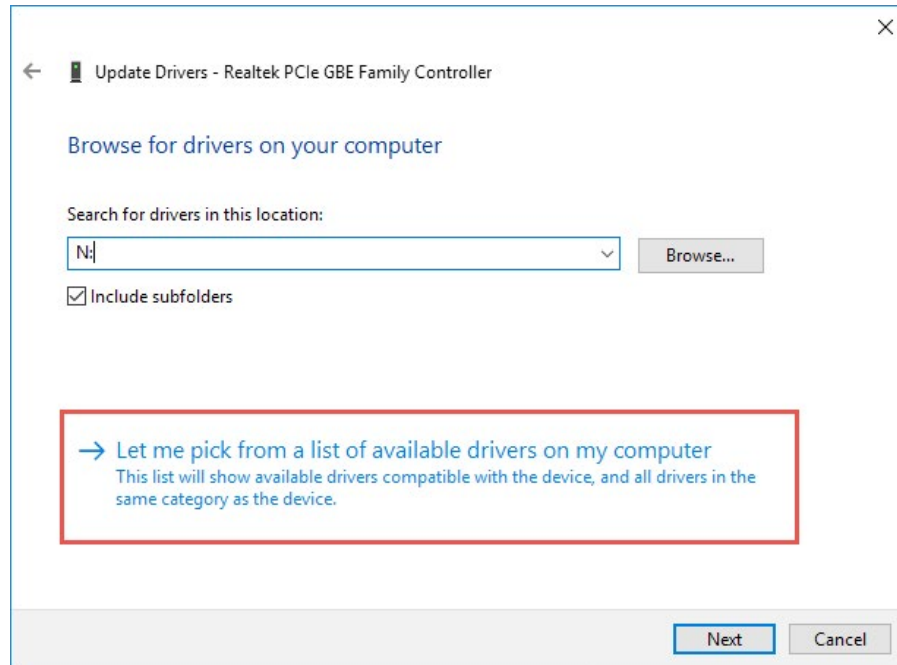 Update Drivers - Realtek PCIe GBE Family Controller
Browse for drivers on your computer
Search for drivers in this location:
N:
Browse...
Include subfolders
Let me pick from a list of available drivers on my computer
This list will show available drivers compatible with the device, and all drivers in the
same category as the device.
Next
Cancel